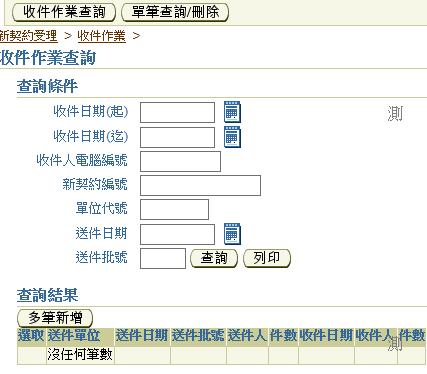 收件作業查詢 單筆查詢/刪除
新契約受理 > 收件作業 >
收件作業查詢
查詢條件
收件日期(起) 測
收件日期(迄)
收件人電腦編號
新契約編號
單位代號
送件日期
送件批號 查詢 列印
查詢結果
多筆新增
選取 送件單位 送件日期 送件批號 送件人 件數 收件日期 收件人 件數
沒任何筆數 測